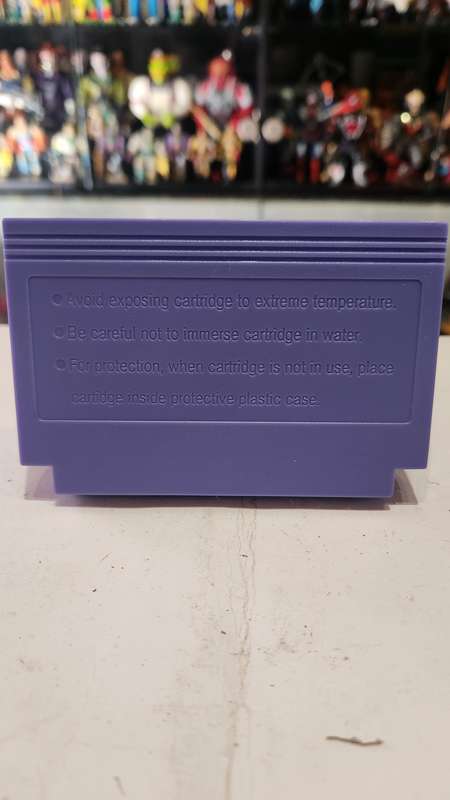 ● Avoid exposing cartridge to extreme temperature.
● Be careful not to immerse cartridge in water.
● For protection, when cartridge is not in use, place
cartidge inside protective plastic case.